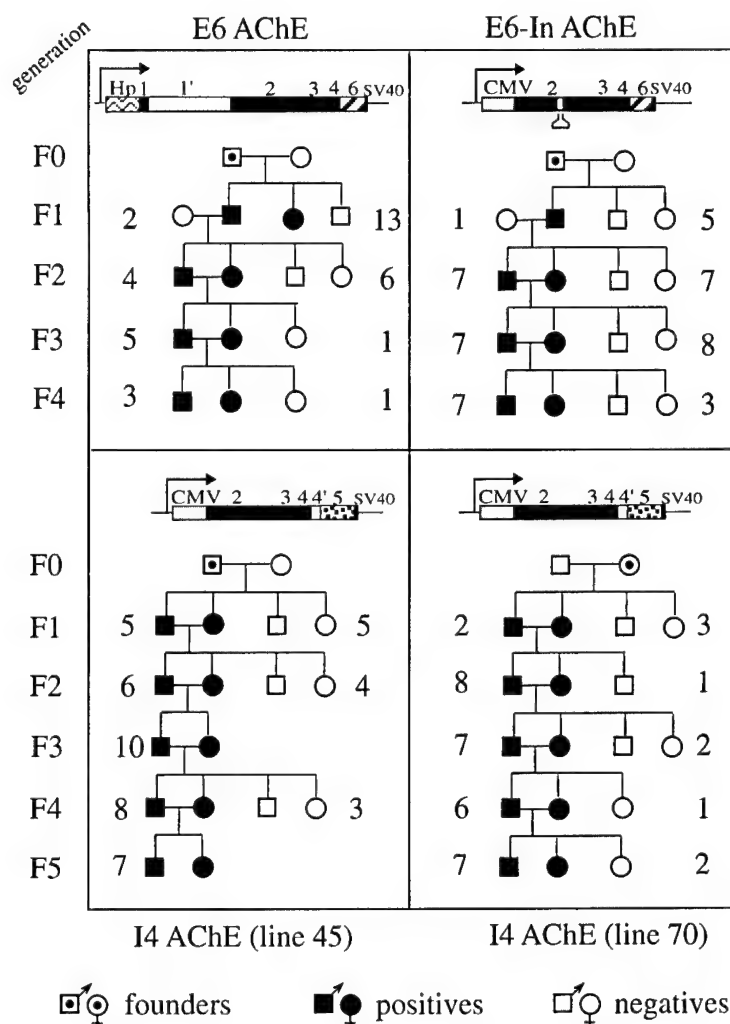 generation
E6 AChE E6-In AChE
Hp 1 1' 2 3 4 6 SV40 CMV 2 3 4 6 SV40
F0
F1 2 13 1 5
F2 4 6 7 7
F3 5 1 7 8
F4 3 1 7 3
CMV 2 3 4 4' 5 SV40 CMV 2 3 4 4' 5 SV40
F0
F1 5 5 2 3
F2 6 4 8 1
F3 10 7 2
F4 8 3 6 1
F5 7 7 2
I4 AChE (line 45) I4 AChE (line 70)
founders positives negatives